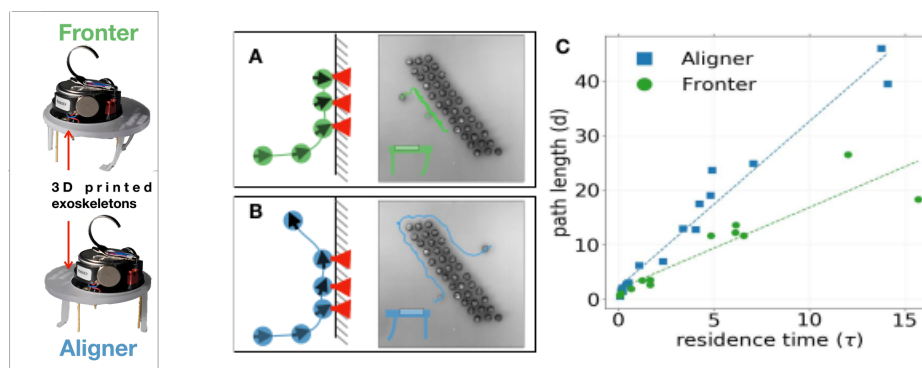 Fronter
3D printed
exoskeletons
Aligner
A
B
C
Aligner
Fronter
path length (d)
40
30
20
10
0
0
5
10
15
residence time (τ)